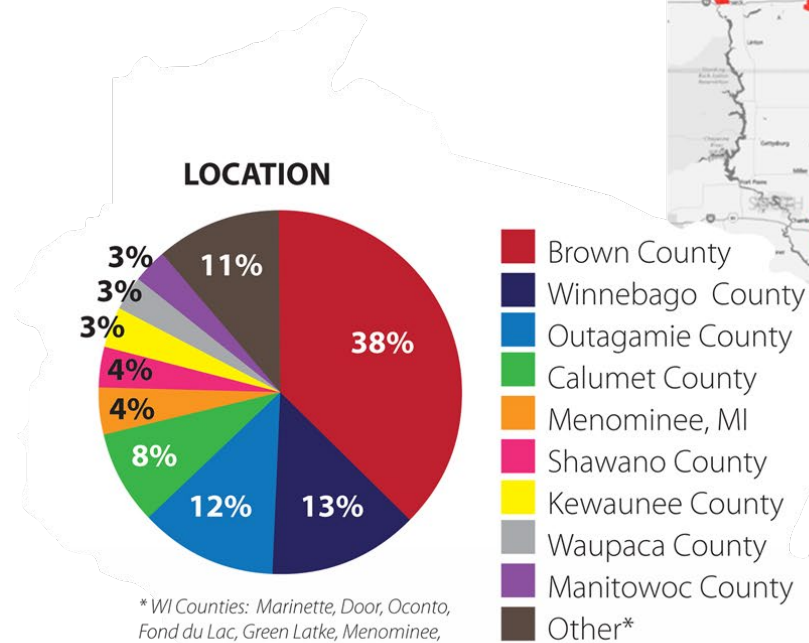 LOCATION
38%
13%
12%
8%
4%
4%
3%
3%
3%
11%
Brown County
Winnebago  County
Outagamie County
Calumet County
Menominee, MI
Shawano County
Kewaunee County
Waupaca County
Manitowoc County
Other*
* WI Counties:  Marinette, Door, Oconto,
Fond du Lac, Green Latke, Menominee,
Linton
Gettysburg